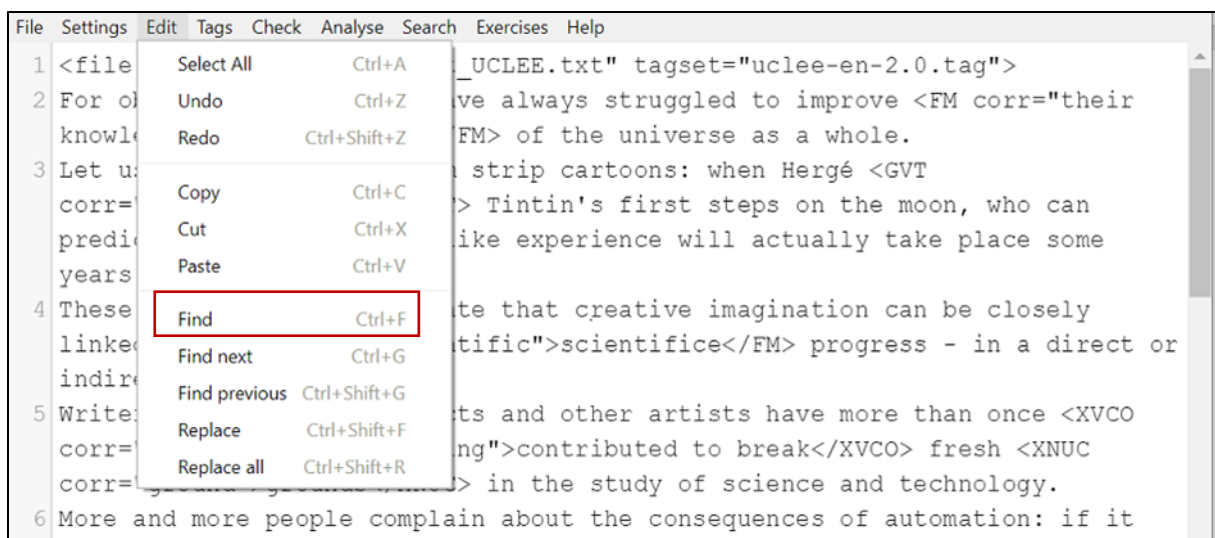 File Settings Edit Tags Check Analyse Search Exercises Help
1 <file _UCLEE.txt" tagset="uclee-en-2.0.tag">
2 For ve always struggled to improve <FM corr="their
knowl FM> of the universe as a whole.
3 Let strip cartoons: when Hergé <GVT
corr=" > Tintin's first steps on the moon, who can
predi ike experience will actually take place some
years
4 These te that creative imagination can be closely
linke tific">scientifice</FM> progress - in a direct or
indir
5 Write ts and other artists have more than once <XVCO
corr=" ng">contributed to break</XVCO> fresh <XNUC
corr= > in the study of science and technology.
6 More and more people complain about the consequences of automation: if it
Select All Ctrl+A
Undo Ctrl+Z
Redo Ctrl+Shift+Z
Copy Ctrl+C
Cut Ctrl+X
Paste Ctrl+V
Find Ctrl+F
Find next Ctrl+G
Find previous Ctrl+Shift+G
Replace Ctrl+Shift+F
Replace all Ctrl+Shift+R